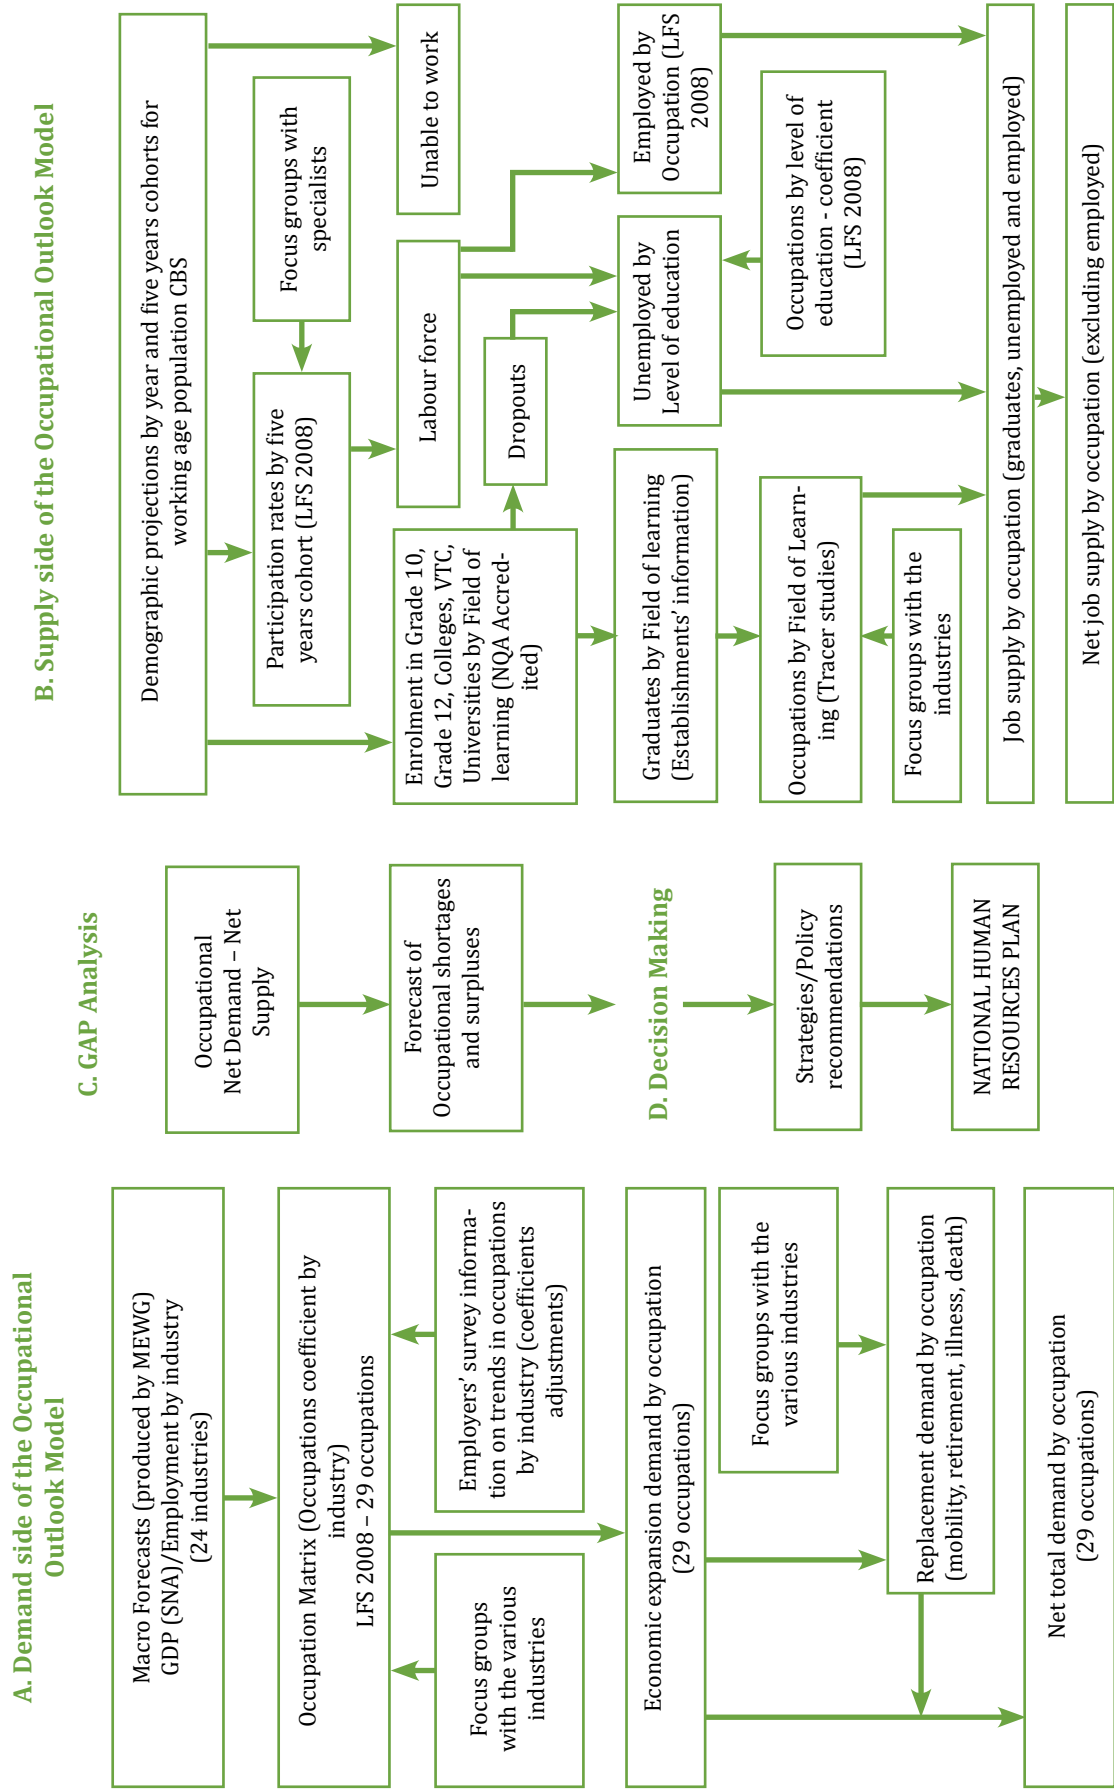 A. Demand side of the Occupational
Outlook Model
Macro Forecasts (produced by MEWG)
GDP (SNA)/Employment by industry
(24 industries)
Occupation Matrix (Occupations coefficient by
industry)
LFS 2008 – 29 occupations
Focus groups
with the various
industries
Employers’ survey informa-
tion on trends in occupations
by industry (coefficients
adjustments)
Economic expansion demand by occupation
(29 occupations)
Focus groups with the
various industries
Replacement demand by occupation
(mobility, retirement, illness, death)
Net total demand by occupation
(29 occupations)
C. GAP Analysis
Occupational
Net Demand – Net
Supply
Forecast of
Occupational shortages
and surpluses
D. Decision Making
Strategies/Policy
recommendations
NATIONAL HUMAN
RESOURCES PLAN
B. Supply side of the Occupational Outlook Model
Demographic projections by year and five years cohorts for
working age population CBS
Participation rates by five
years cohort (LFS 2008)
Focus groups with
specialists
Enrolment in Grade 10,
Grade 12, Colleges, VTC,
Universities by Field of
learning (NQA Accred-
ited)
Labour force
Unable to work
Dropouts
Graduates by Field of learning
(Establishments’ information)
Unemployed by
Level of education
Employed by
Occupation (LFS
2008)
Occupations by Field of Learn-
ing (Tracer studies)
Occupations by level of
education - coefficient
(LFS 2008)
Focus groups with the
industries
Job supply by occupation (graduates, unemployed and employed)
Net job supply by occupation (excluding employed)